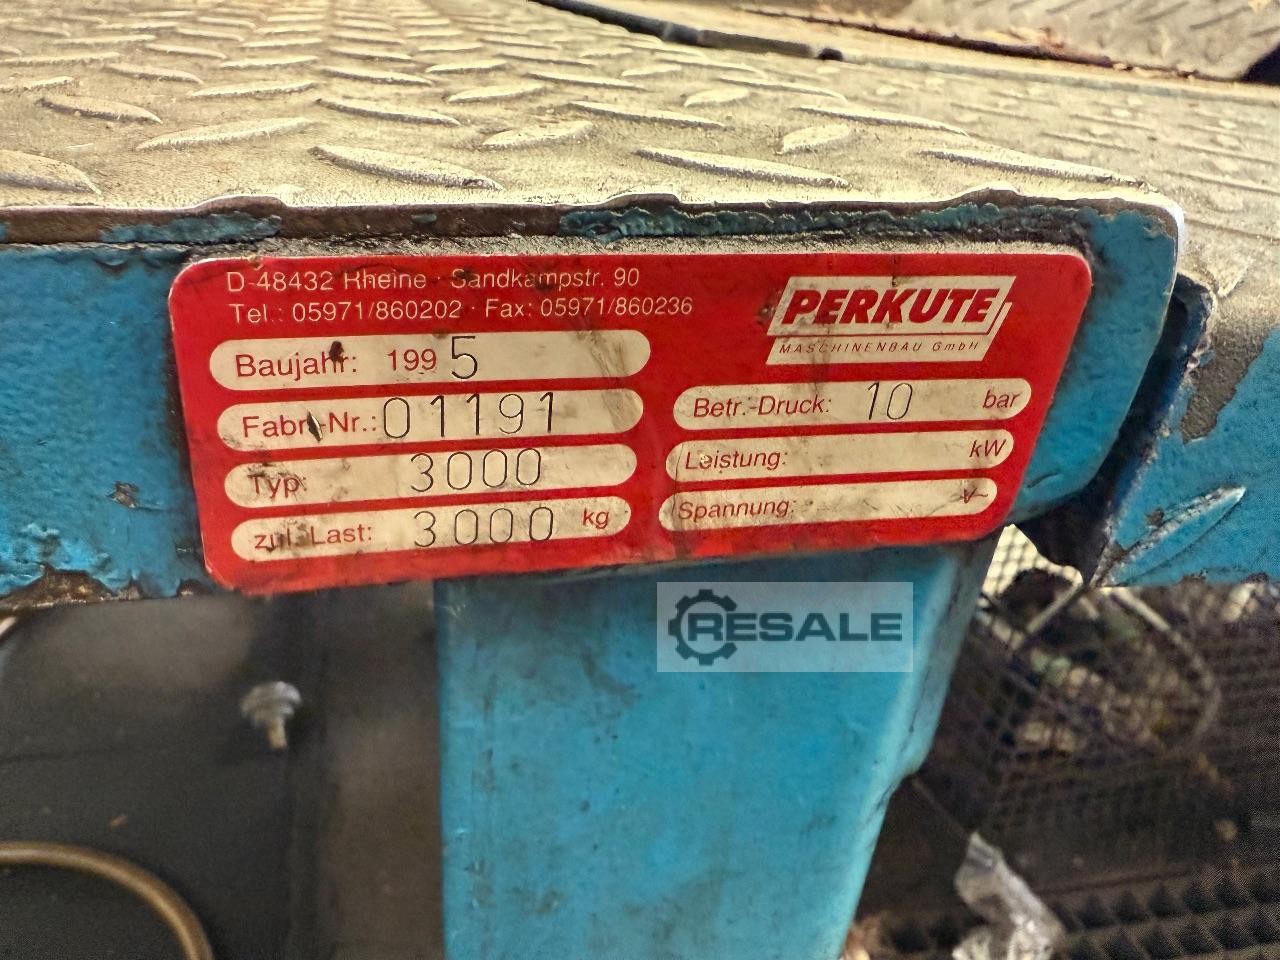 D-48432 Rheine · Sandkampstr. 90
Tel.: 05971/860202 · Fax: 05971/860236
PERKUTE
MASCHINENBAU GmbH
Baujahr: 1995
Fabr.-Nr.: 01191
Typ: 3000
zul. Last: 3000 kg
Betr.-Druck: 10 bar
Leistung: kW
Spannung: V~
RESALE